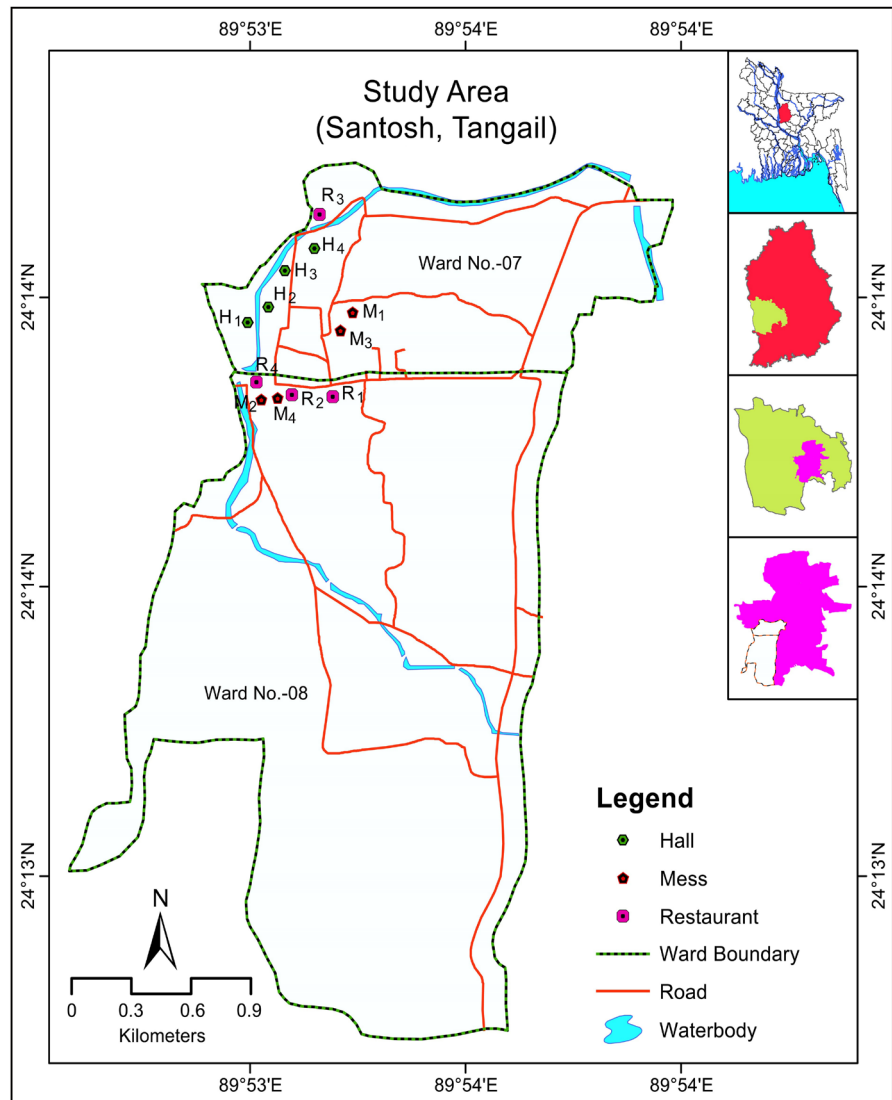 89°53'E 89°54'E 89°54'E
Study Area
(Santosh, Tangail)
R3
H4
H3
Ward No.-07
H2
H1
M1
M3
R4
M2
M4
R2
R1
24°14'N
24°14'N
24°14'N
24°14'N
Ward No.-08
Legend
Hall
Mess
Restaurant
Ward Boundary
Road
Waterbody
24°13'N
24°13'N
N
0 0.3 0.6 0.9
Kilometers
89°53'E 89°54'E 89°54'E